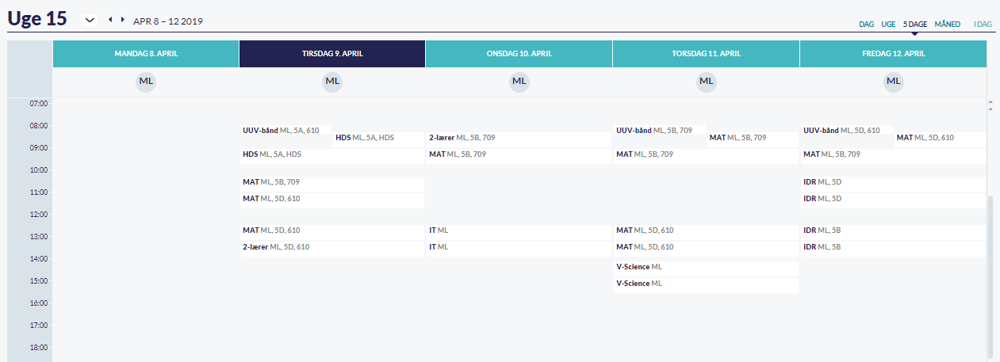 Uge 15 APR 8 – 12 2019 DAG UGE 5 DAGE MÅNED I DAG
MANDAG 8. APRIL TIRSDAG 9. APRIL ONSDAG 10. APRIL TORSDAG 11. APRIL FREDAG 12. APRIL
ML ML ML ML ML
07:00
08:00 UUV-bånd ML, 5A, 610 UUV-bånd ML, 5B, 709 UUV-bånd ML, 5D, 610
HDS ML, 5A, HDS 2-lærer ML, 5B, 709 MAT ML, 5B, 709 MAT ML, 5D, 610
09:00 HDS ML, 5A, HDS MAT ML, 5B, 709 MAT ML, 5B, 709 MAT ML, 5B, 709
10:00
MAT ML, 5B, 709 IDR ML, 5D
11:00 MAT ML, 5D, 610 IDR ML, 5D
12:00
MAT ML, 5D, 610 IT ML MAT ML, 5D, 610 IDR ML, 5B
13:00
2-lærer ML, 5D, 610 IT ML MAT ML, 5D, 610 IDR ML, 5B
14:00
V-Science ML
15:00 V-Science ML
16:00
17:00
18:00